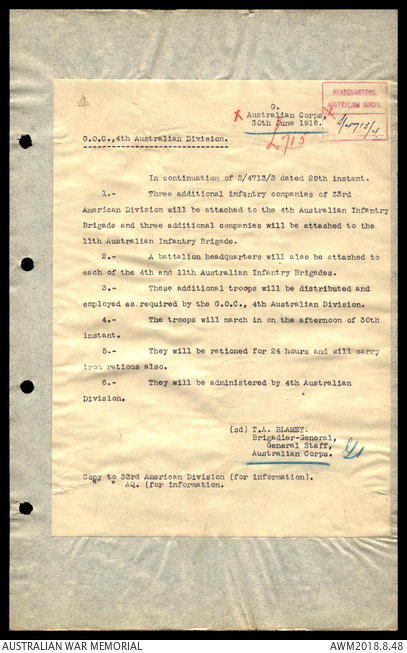 G.
Australian Corps,
30th June 1918.
HEADQUARTERS,
AUSTRALIAN CORPS.
G.O.C., 4th Australian Division.
In continuation of S/4713/3 dated 29th instant.
1.- Three additional infantry companies of 33rd
American Division will be attached to the 4th Australian Infantry
Brigade and three additional companies will be attached to the
11th Australian Infantry Brigade.
2.- A battalion headquarters will also be attached to
each of the 4th and 11th Australian Infantry Brigades.
3.- These additional troops will be distributed and
employed as required by the G.O.C., 4th Australian Division.
4.- The troops will march in on the afternoon of 30th
instant.
5.- They will be rationed for 24 hours and will carry
iron rations also.
6.- They will be administered by 4th Australian
Division.
(sd) T.A. BLAMEY.
Brigadier-General,
General Staff,
Australian Corps.
Copy to 33rd American Division (for information).
" " AQ. (for information.
AUSTRALIAN WAR MEMORIAL
AWM2018.8.48